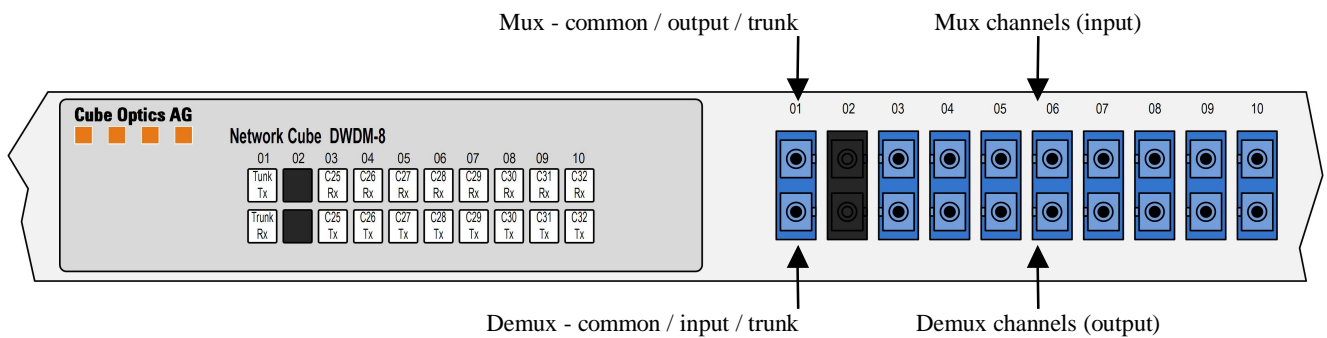 Mux - common / output / trunk Mux channels (input)
Cube Optics AG
Network Cube DWDM-8
01 02 03 04 05 06 07 08 09 10
Tunk C25 C26 C27 C28 C29 C30 C31 C32
Tx Rx Rx Rx Rx Rx Rx Rx Rx
Trunk C25 C26 C27 C28 C29 C30 C31 C32
Rx Tx Tx Tx Tx Tx Tx Tx Tx
01 02 03 04 05 06 07 08 09 10
Demux - common / input / trunk Demux channels (output)